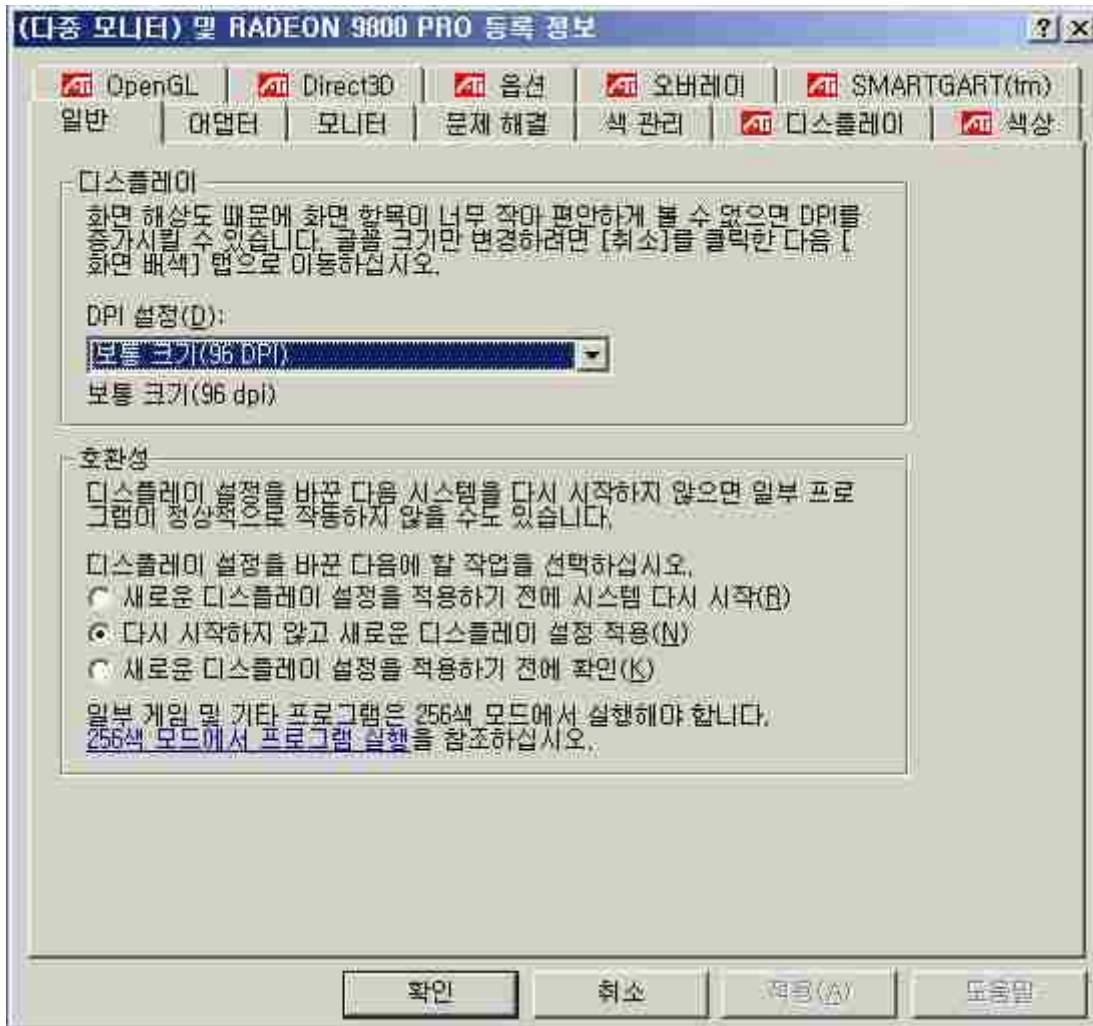 (다중 모니터) 및 RADEON 9800 PRO 등록 정보
OpenGL Direct3D 옵션 오버레이 SMARTGART(tm)
일반 어댑터 모니터 문제 해결 색 관리 디스플레이 색상
디스플레이
화면 해상도 때문에 화면 항목이 너무 작아 편안하게 볼 수 없으면 DPI를
증가시킬 수 있습니다. 글꼴 크기만 변경하려면 [취소]를 클릭한 다음 [
화면 배색] 탭으로 이동하십시오.
DPI 설정(D):
보통 크기(96 DPI)
보통 크기(96 dpi)
호환성
디스플레이 설정을 바꾼 다음 시스템을 다시 시작하지 않으면 일부 프로
그램이 정상적으로 작동하지 않을 수도 있습니다.
디스플레이 설정을 바꾼 다음에 할 작업을 선택하십시오.
새로운 디스플레이 설정을 적용하기 전에 시스템 다시 시작(R)
다시 시작하지 않고 새로운 디스플레이 설정 적용(N)
새로운 디스플레이 설정을 적용하기 전에 확인(K)
일부 게임 및 기타 프로그램은 256색 모드에서 실행해야 합니다.
256색 모드에서 프로그램 실행을 참조하십시오.
확인 취소 적용(A) 도움말